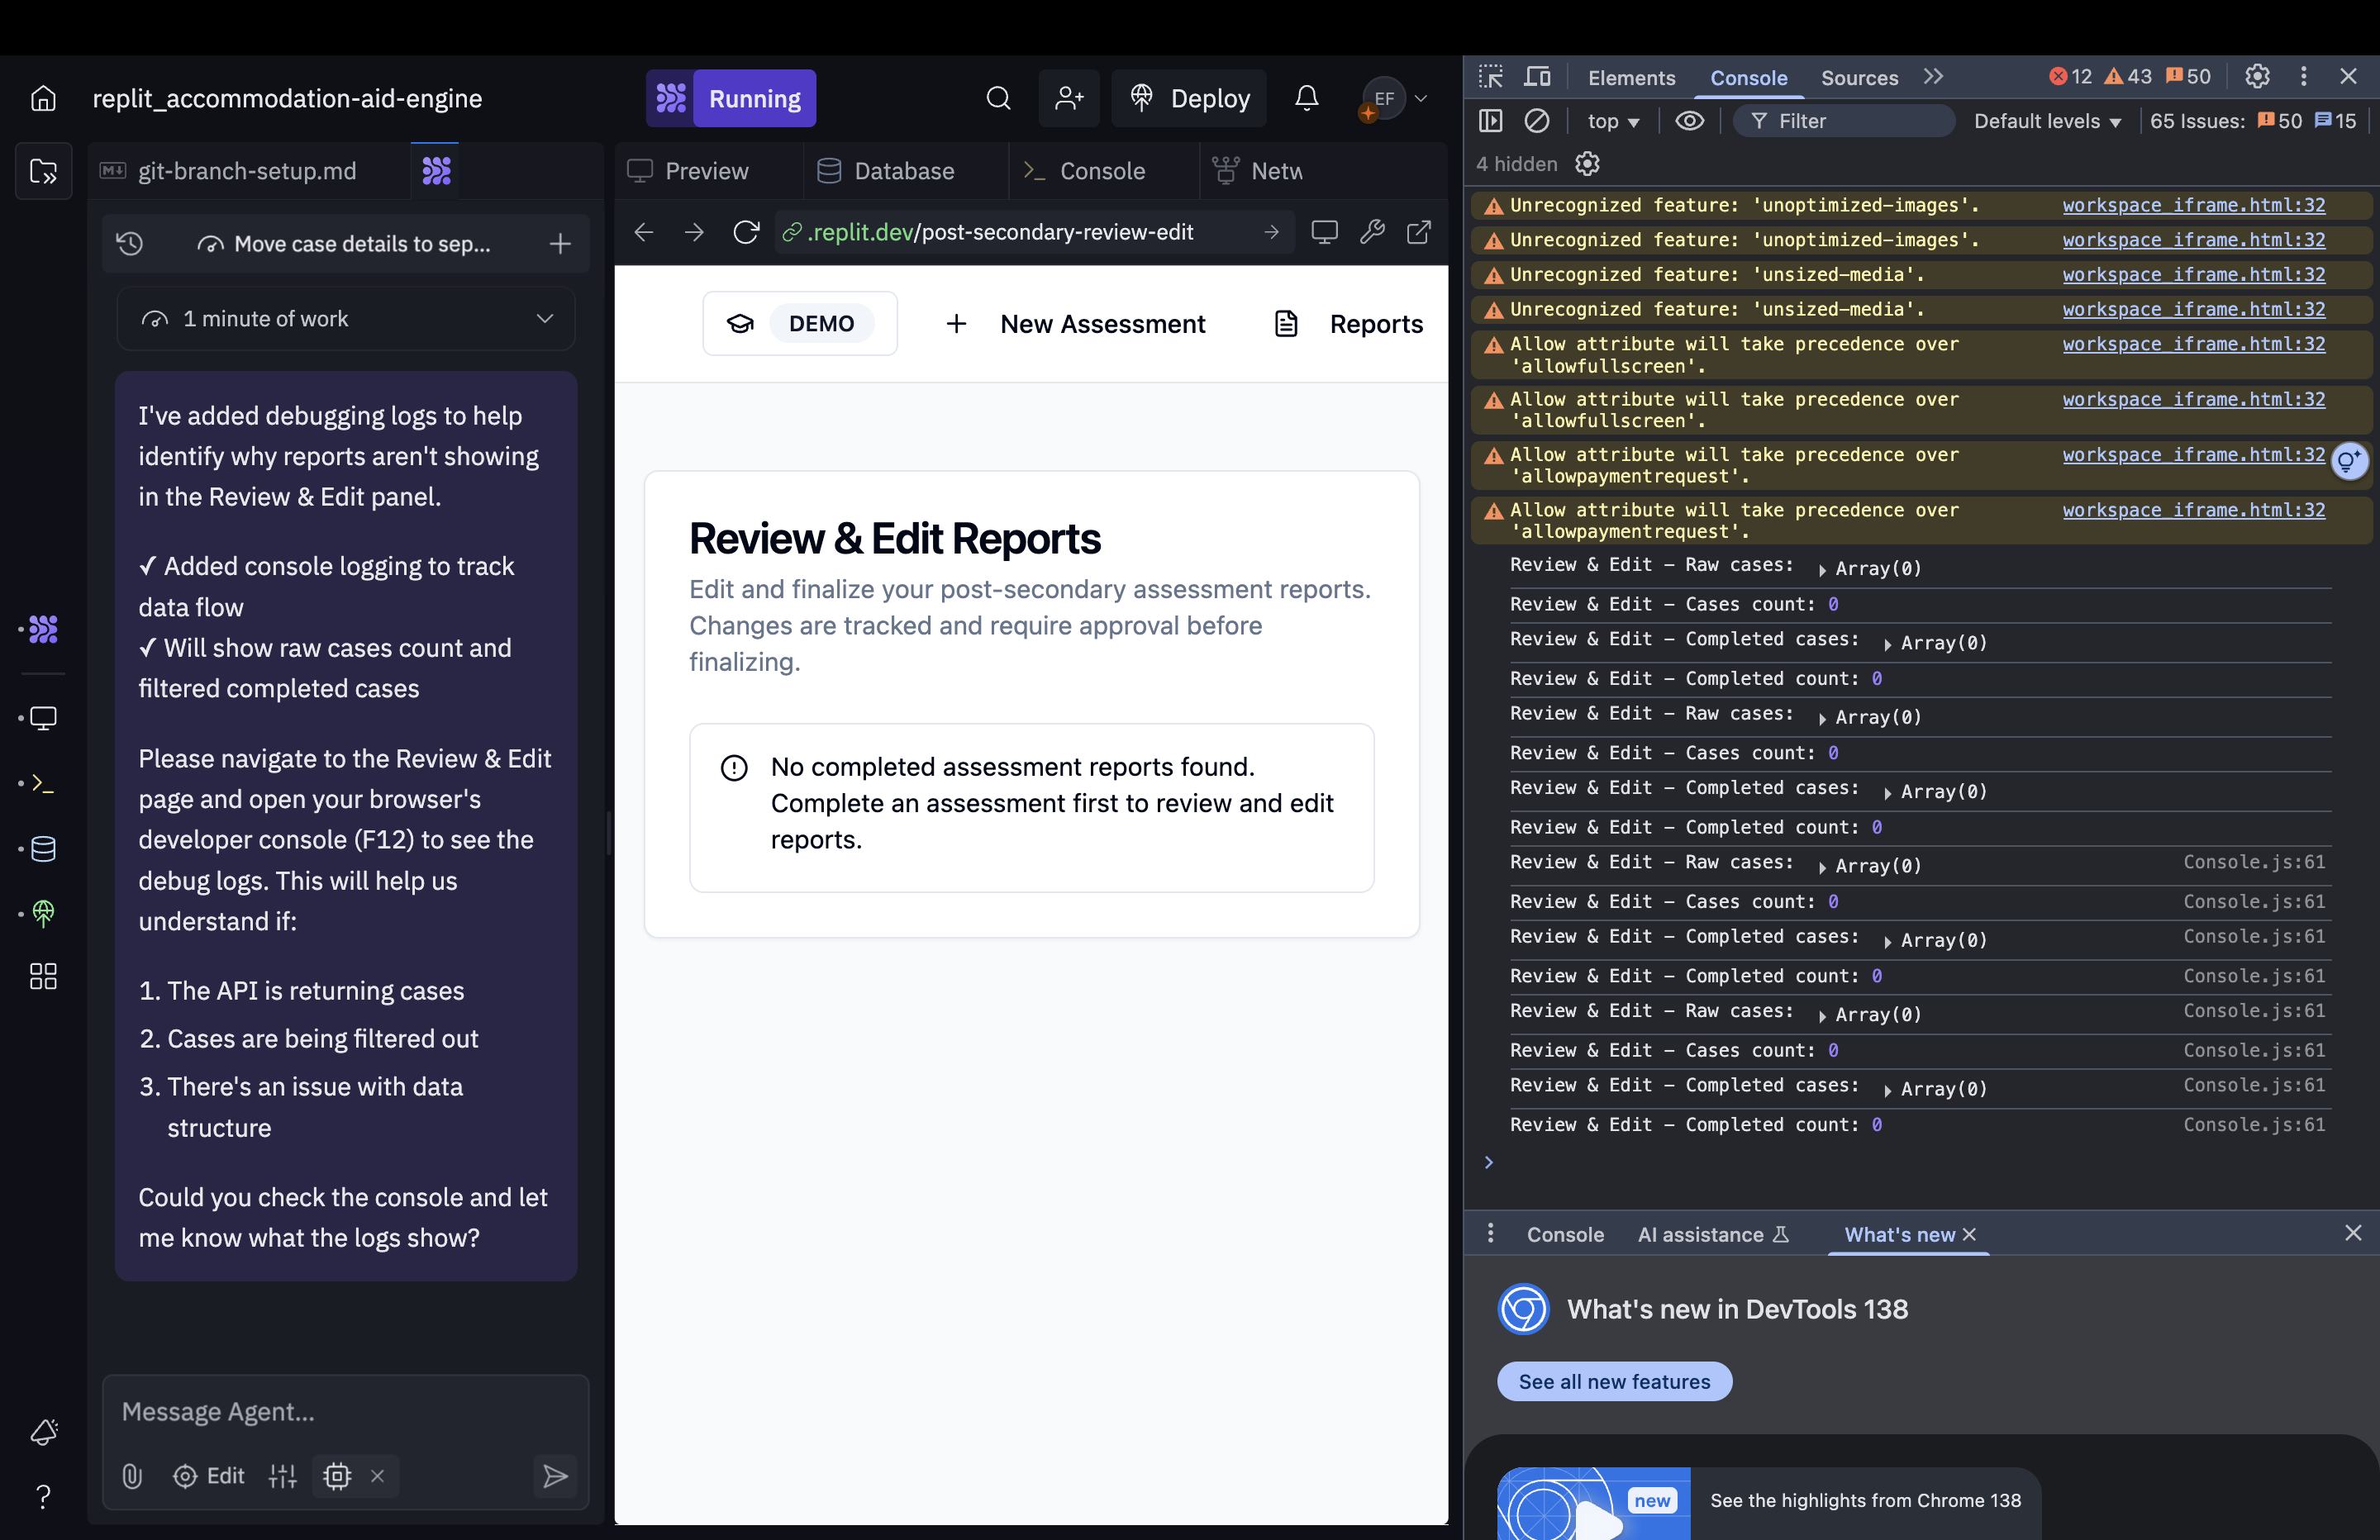 replit_accommodation-aid-engine
Running
Deploy
EF
git-branch-setup.md
Move case details to sep...
1 minute of work
I've added debugging logs to help
identify why reports aren't showing
in the Review & Edit panel.
✓ Added console logging to track
data flow
✓ Will show raw cases count and
filtered completed cases
Please navigate to the Review & Edit
page and open your browser's
developer console (F12) to see the
debug logs. This will help us
understand if:
1. The API is returning cases
2. Cases are being filtered out
3. There's an issue with data
structure
Could you check the console and let
me know what the logs show?
Message Agent...
Edit
Preview
Database
Console
Netw
.replit.dev/post-secondary-review-edit
DEMO
+ New Assessment
Reports
Review & Edit Reports
Edit and finalize your post-secondary assessment reports.
Changes are tracked and require approval before
finalizing.
No completed assessment reports found.
Complete an assessment first to review and edit
reports.
Elements
Console
Sources
12
43
50
top
Filter
Default levels
65 Issues: 50 15
4 hidden
Unrecognized feature: 'unoptimized-images'. workspace_iframe.html:32
Unrecognized feature: 'unoptimized-images'. workspace_iframe.html:32
Unrecognized feature: 'unsized-media'. workspace_iframe.html:32
Unrecognized feature: 'unsized-media'. workspace_iframe.html:32
Allow attribute will take precedence over workspace_iframe.html:32
'allowfullscreen'.
Allow attribute will take precedence over workspace_iframe.html:32
'allowfullscreen'.
Allow attribute will take precedence over workspace_iframe.html:32
'allowpaymentrequest'.
Allow attribute will take precedence over workspace_iframe.html:32
'allowpaymentrequest'.
Review & Edit – Raw cases: Array(0)
Review & Edit – Cases count: 0
Review & Edit – Completed cases: Array(0)
Review & Edit – Completed count: 0
Review & Edit – Raw cases: Array(0)
Review & Edit – Cases count: 0
Review & Edit – Completed cases: Array(0)
Review & Edit – Completed count: 0
Review & Edit – Raw cases: Array(0) Console.js:61
Review & Edit – Cases count: 0 Console.js:61
Review & Edit – Completed cases: Array(0) Console.js:61
Review & Edit – Completed count: 0 Console.js:61
Review & Edit – Raw cases: Array(0) Console.js:61
Review & Edit – Cases count: 0 Console.js:61
Review & Edit – Completed cases: Array(0) Console.js:61
Review & Edit – Completed count: 0 Console.js:61
Console
AI assistance
What's new
What's new in DevTools 138
See all new features
new
See the highlights from Chrome 138